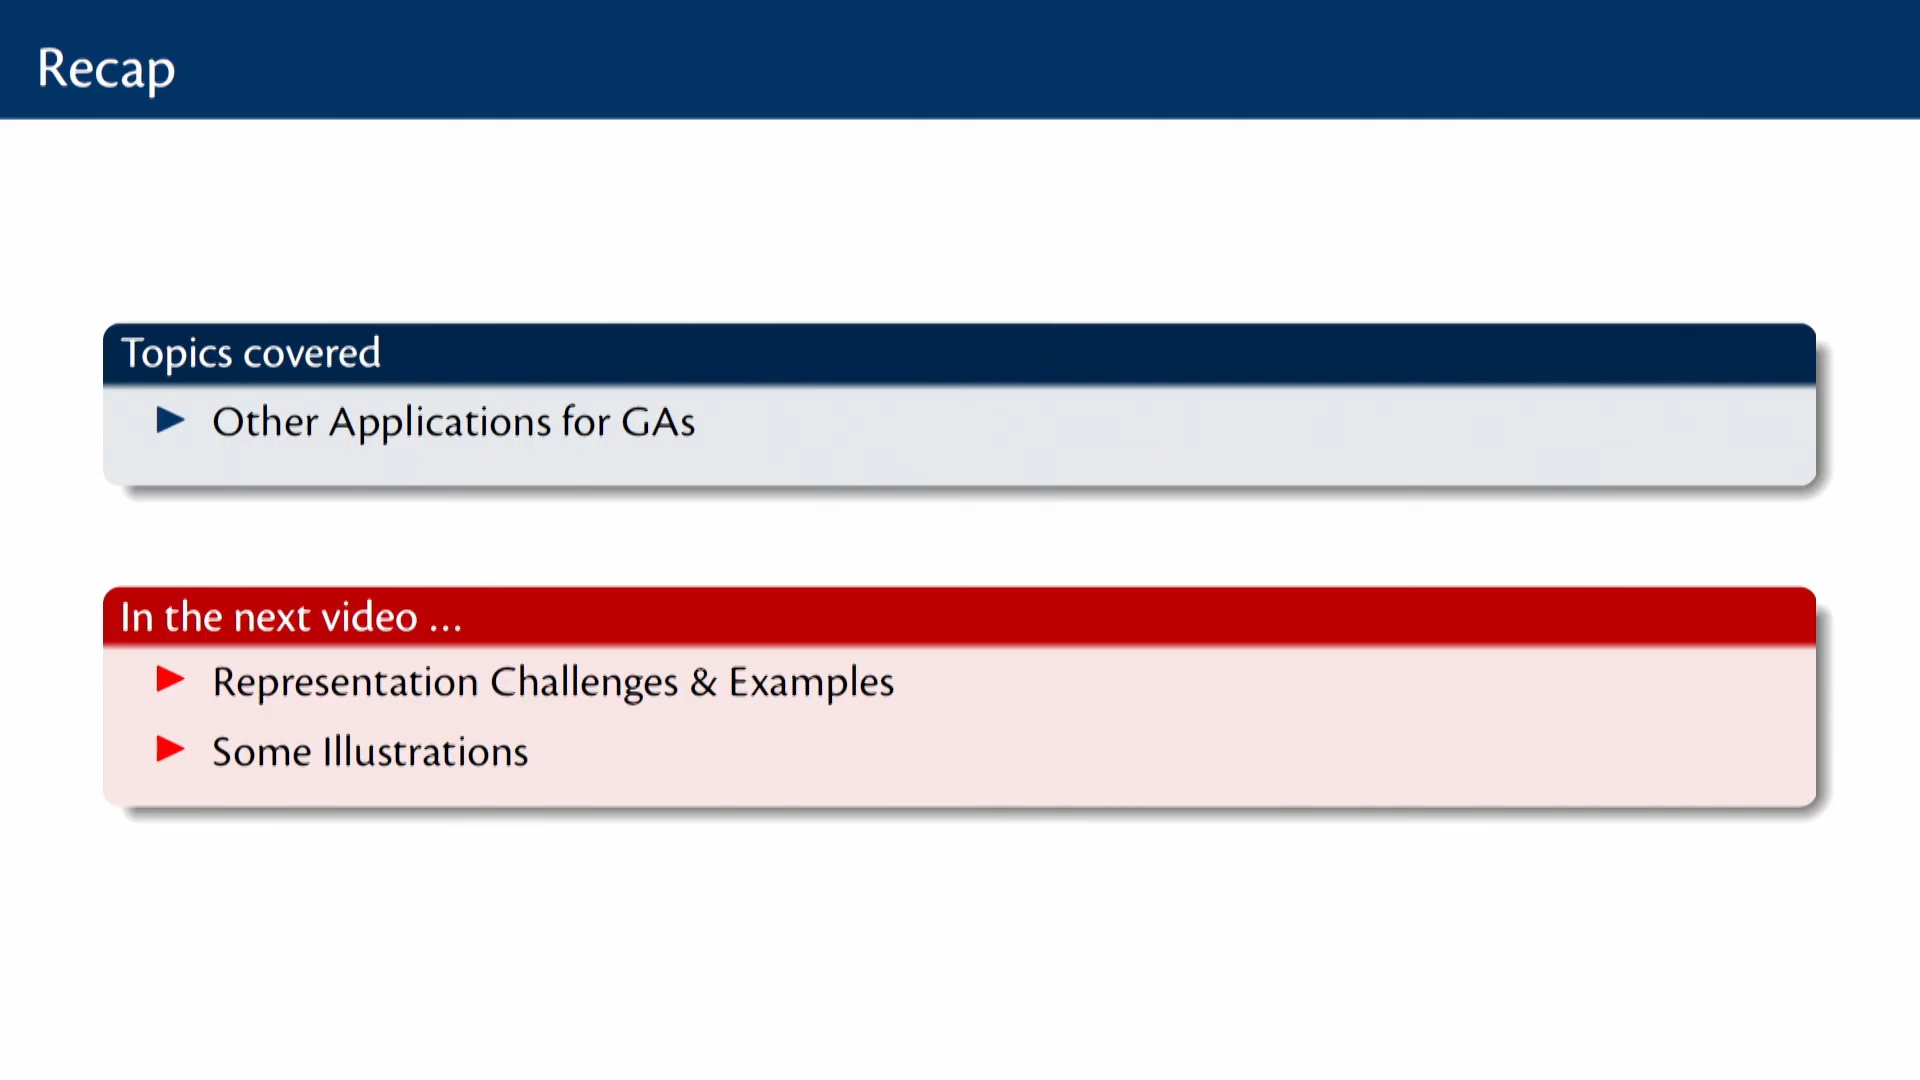 Recap
Topics covered
Other Applications for GAs
In the next video ...
Representation Challenges & Examples
Some Illustrations